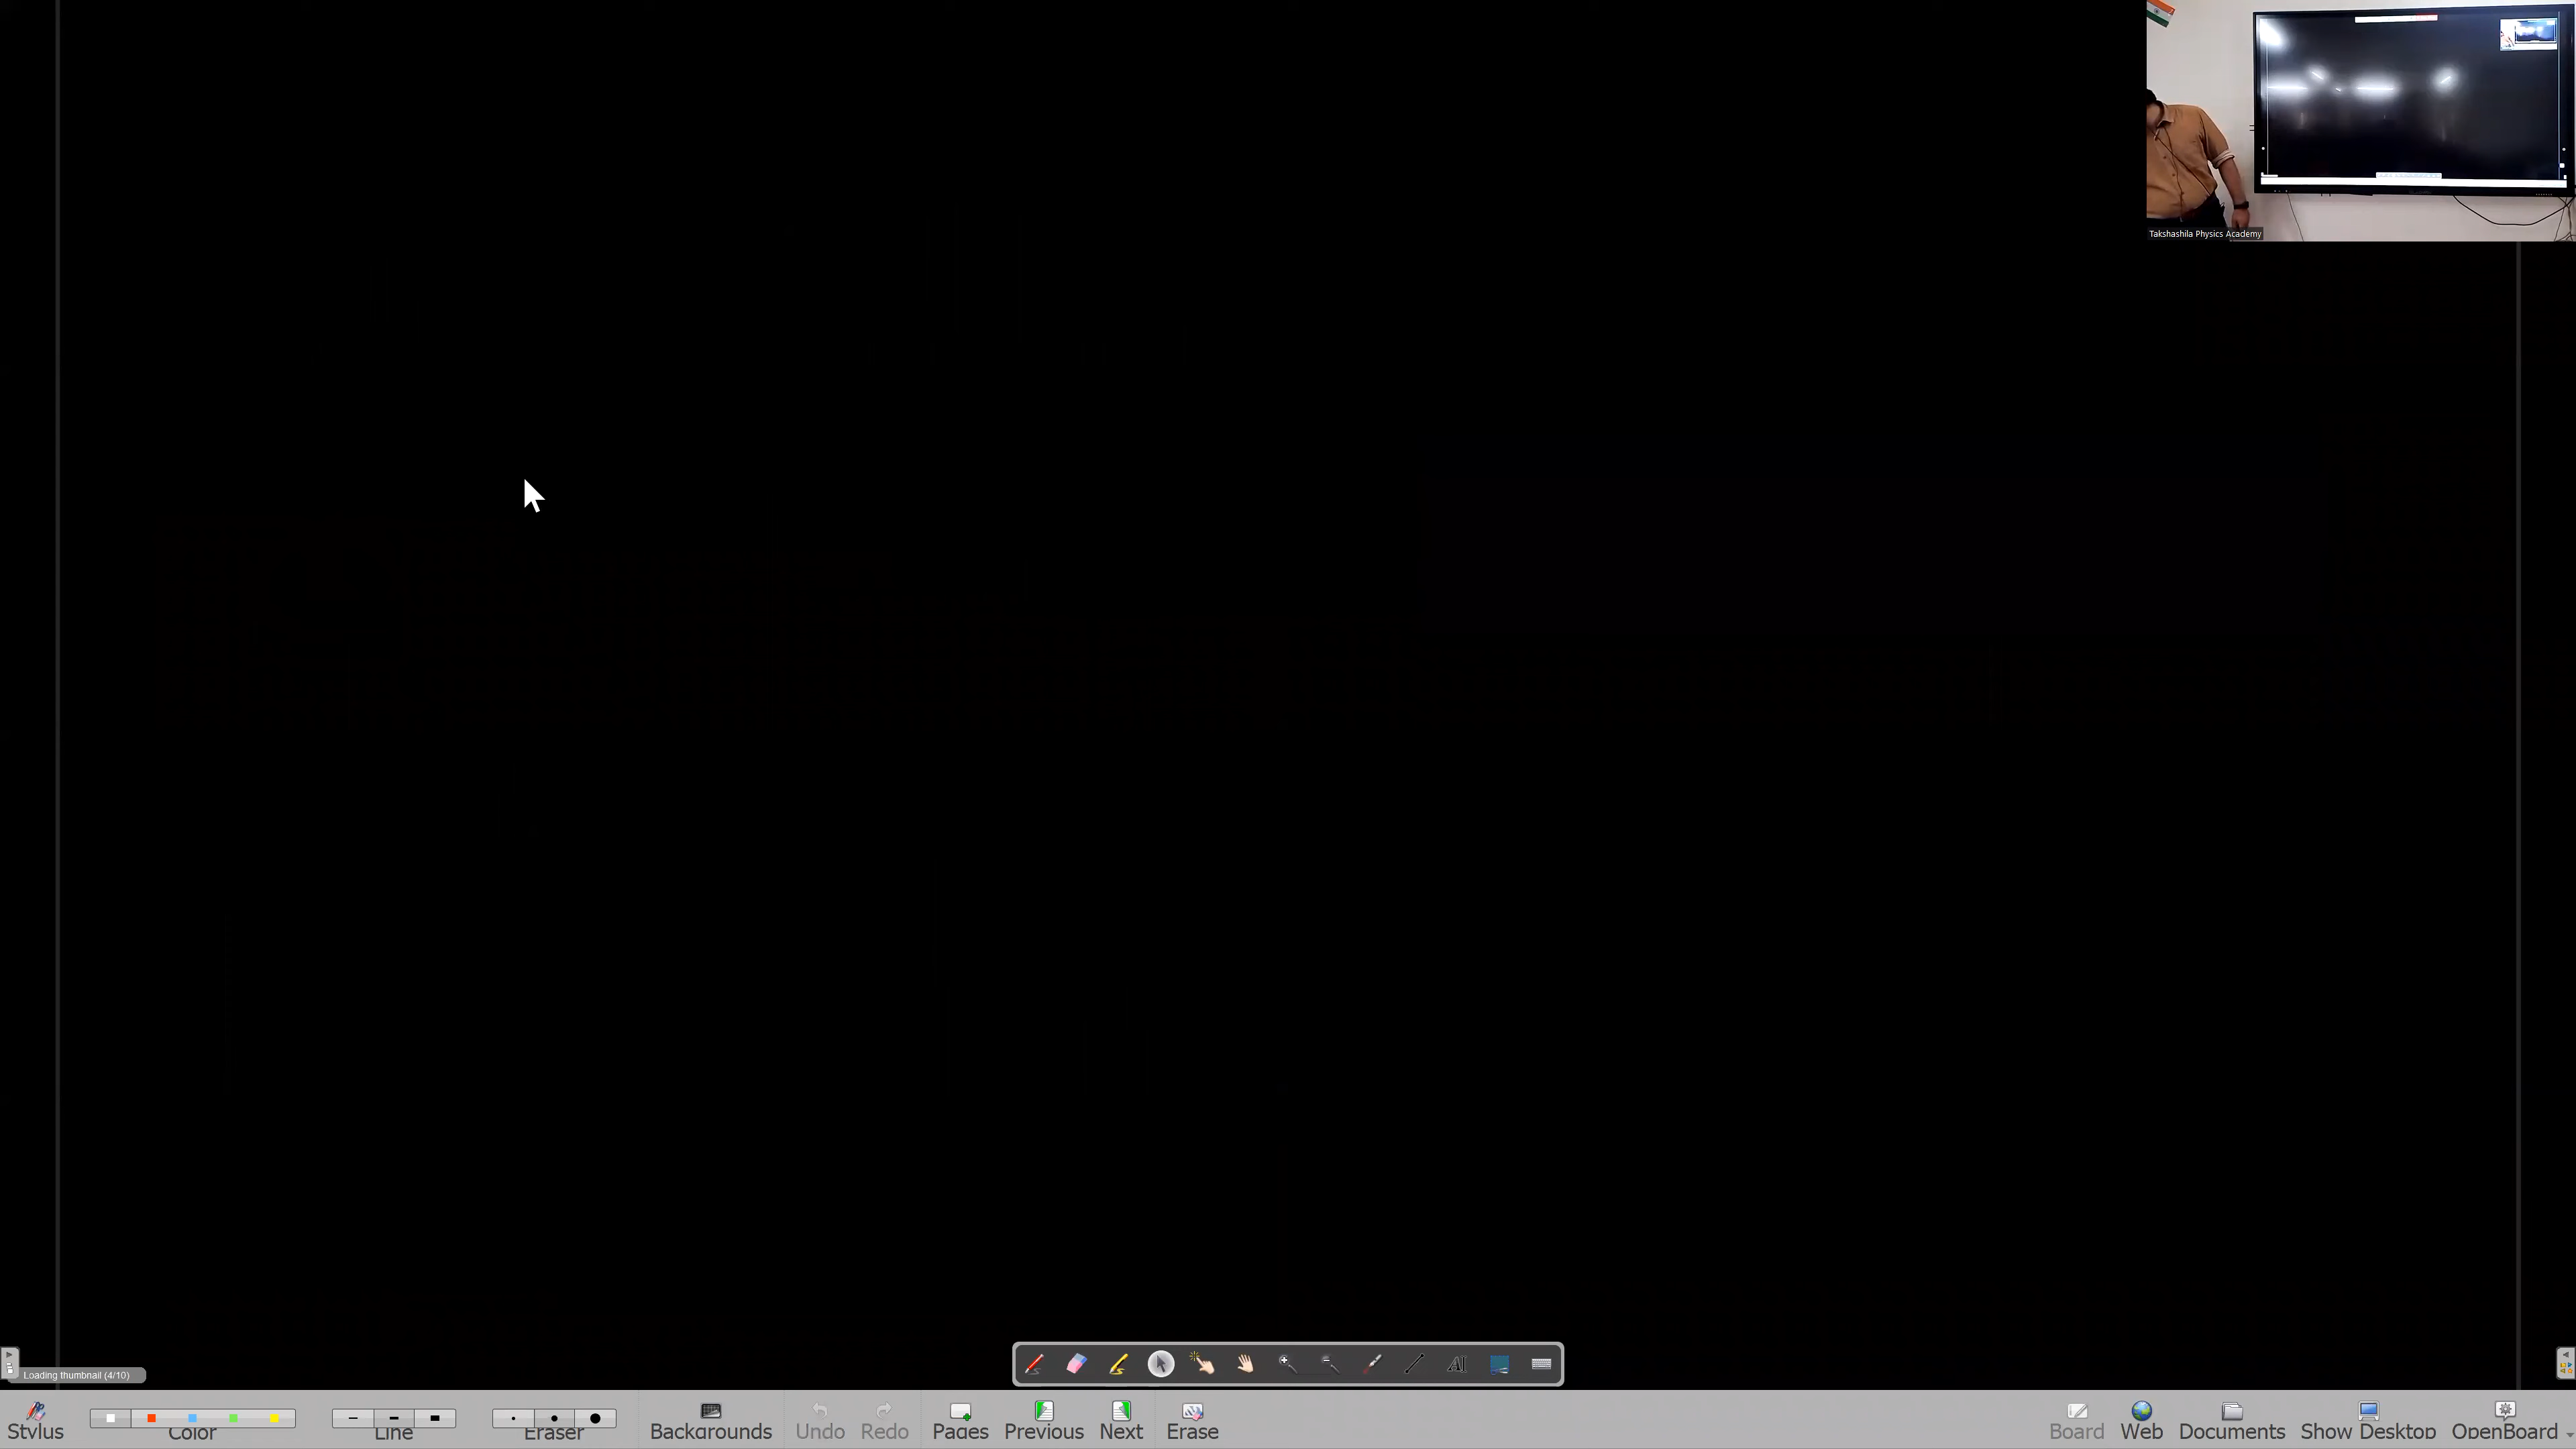 Takshashila Physics Academy
Loading thumbnail (4/10)
AI
Stylus
Color
Line
Eraser
Backgrounds
Undo
Redo
Pages
Previous
Next
Erase
Board
Web
Documents
Show Desktop
OpenBoard